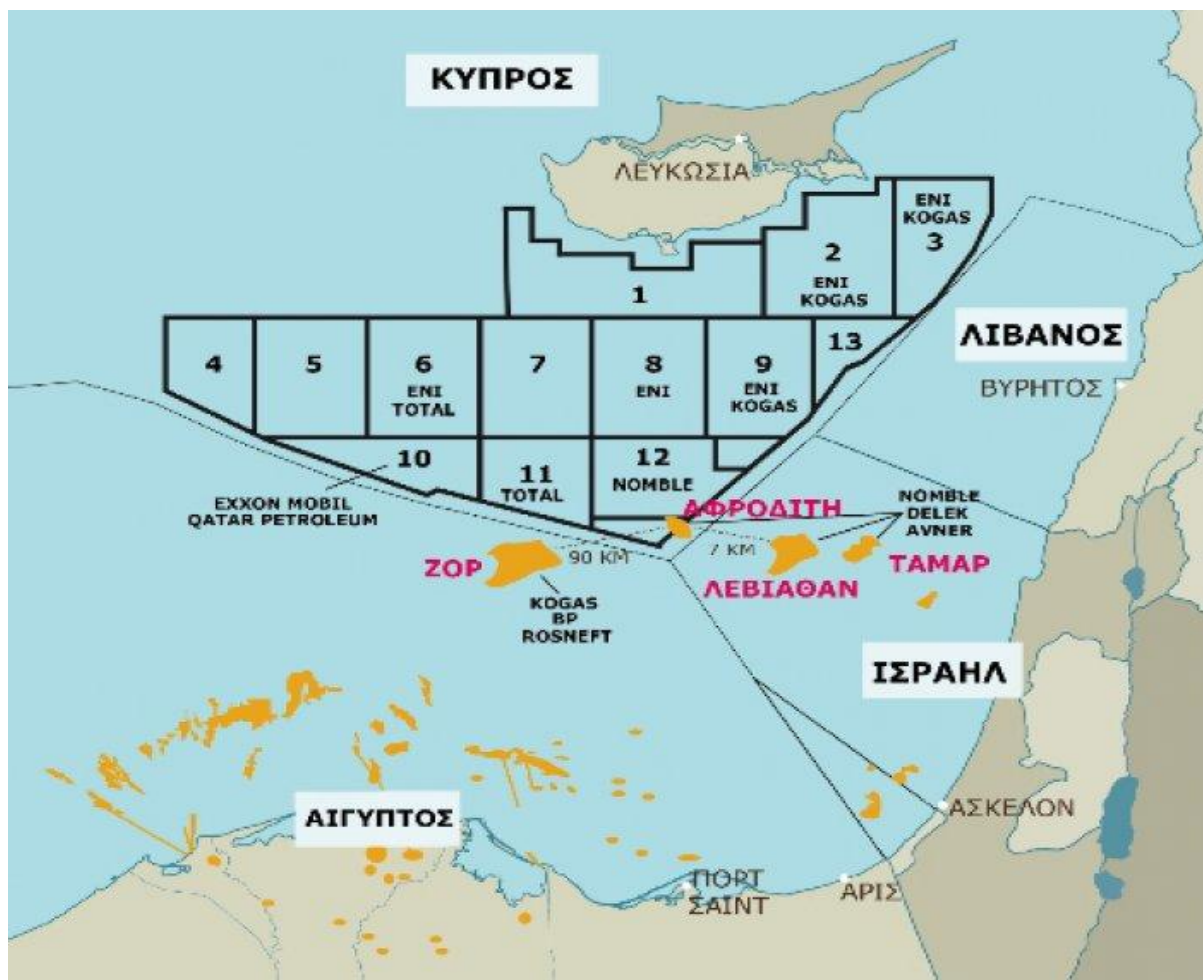 ΚΥΠΡΟΣ
ΛΕΥΚΩΣΙΑ
ENI
KOGAS
3
2
ENI
KOGAS
1
ΛΙΒΑΝΟΣ
ΒΥΡΗΤΟΣ
4
5
6
ENI
TOTAL
7
8
ENI
9
ENI
KOGAS
13
10
EXXON MOBIL
QATAR PETROLEUM
11
TOTAL
12
NOMBLE
ΑΦΡΟΔΙΤΗ
NOMBLE
DELEK
AVNER
ΖΟΡ
90 KM
7 KM
ΛΕΒΙΑΘΑΝ
ΤΑΜΑΡ
KOGAS
BP
ROSNEFT
ΙΣΡΑΗΛ
ΑΙΓΥΠΤΟΣ
ΑΣΚΕΛΟΝ
ΠΟΡΤ
ΣΑΙΝΤ
ΑΡΙΣ